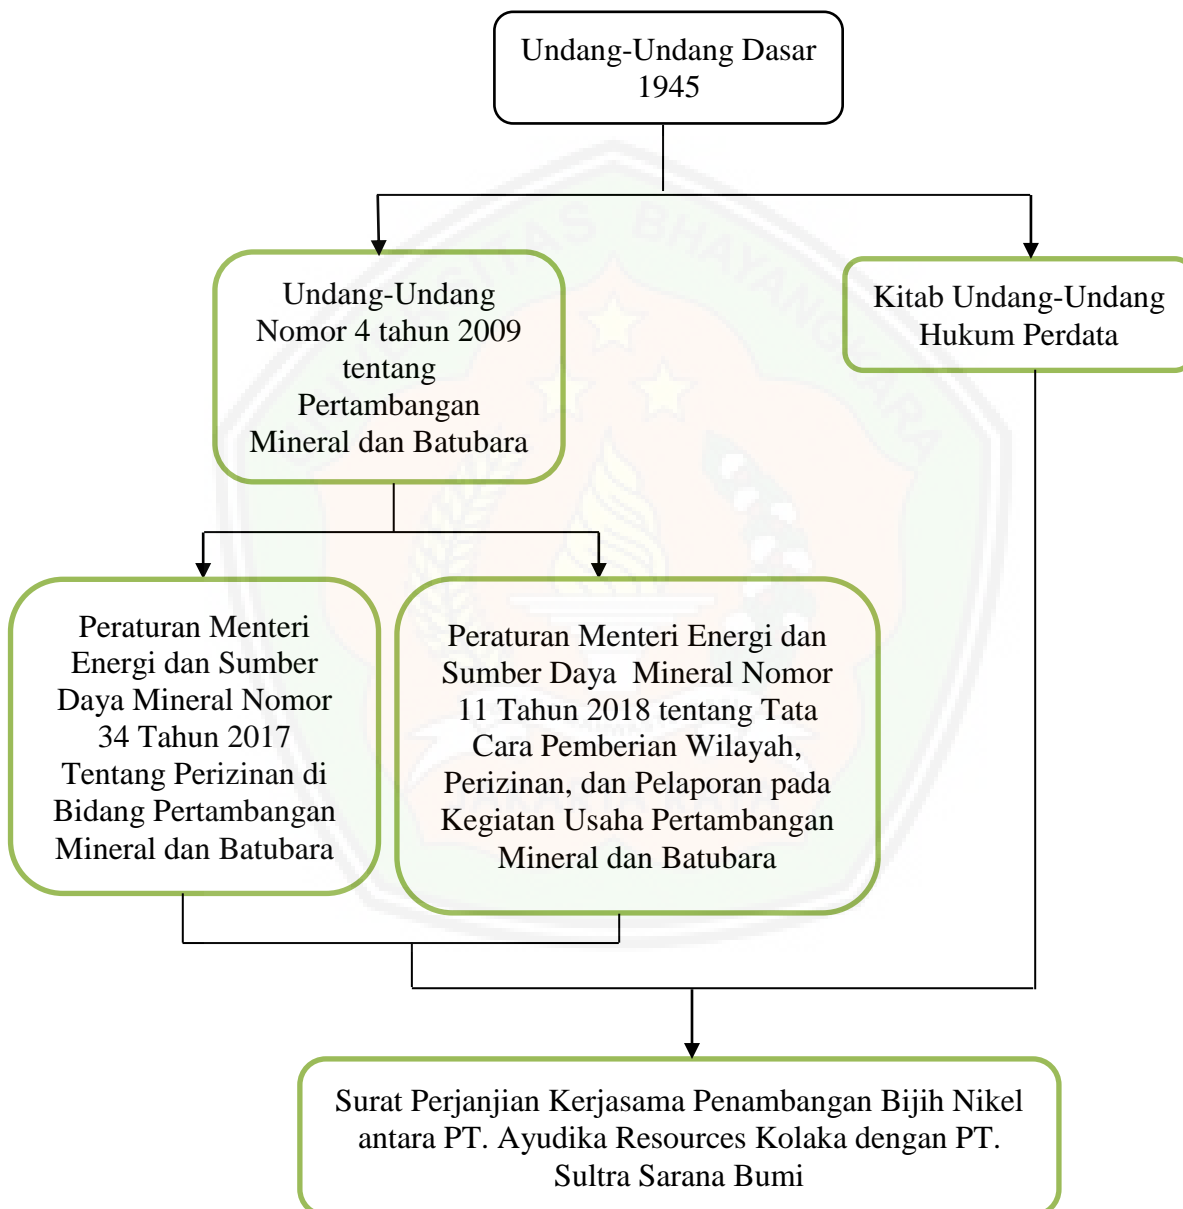 Undang-Undang Dasar
1945
Undang-Undang
Nomor 4 tahun 2009
tentang
Pertambangan
Mineral dan Batubara
Kitab Undang-Undang
Hukum Perdata
Peraturan Menteri
Energi dan Sumber
Daya Mineral Nomor
34 Tahun 2017
Tentang Perizinan di
Bidang Pertambangan
Mineral dan Batubara
Peraturan Menteri Energi dan
Sumber Daya  Mineral Nomor
11 Tahun 2018 tentang Tata
Cara Pemberian Wilayah,
Perizinan, dan Pelaporan pada
Kegiatan Usaha Pertambangan
Mineral dan Batubara
Surat Perjanjian Kerjasama Penambangan Bijih Nikel
antara PT. Ayudika Resources Kolaka dengan PT.
Sultra Sarana Bumi
UNIVERSITAS BHAYANGKARA